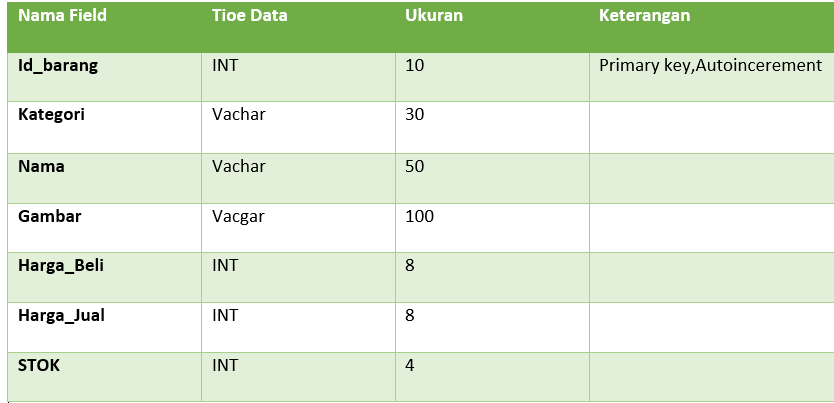 Nama Field Tioe Data Ukuran Keterangan
Id_barang INT 10 Primary key,Autoincerement
Kategori Vachar 30
Nama Vachar 50
Gambar Vacgar 100
Harga_Beli INT 8
Harga_Jual INT 8
STOK INT 4